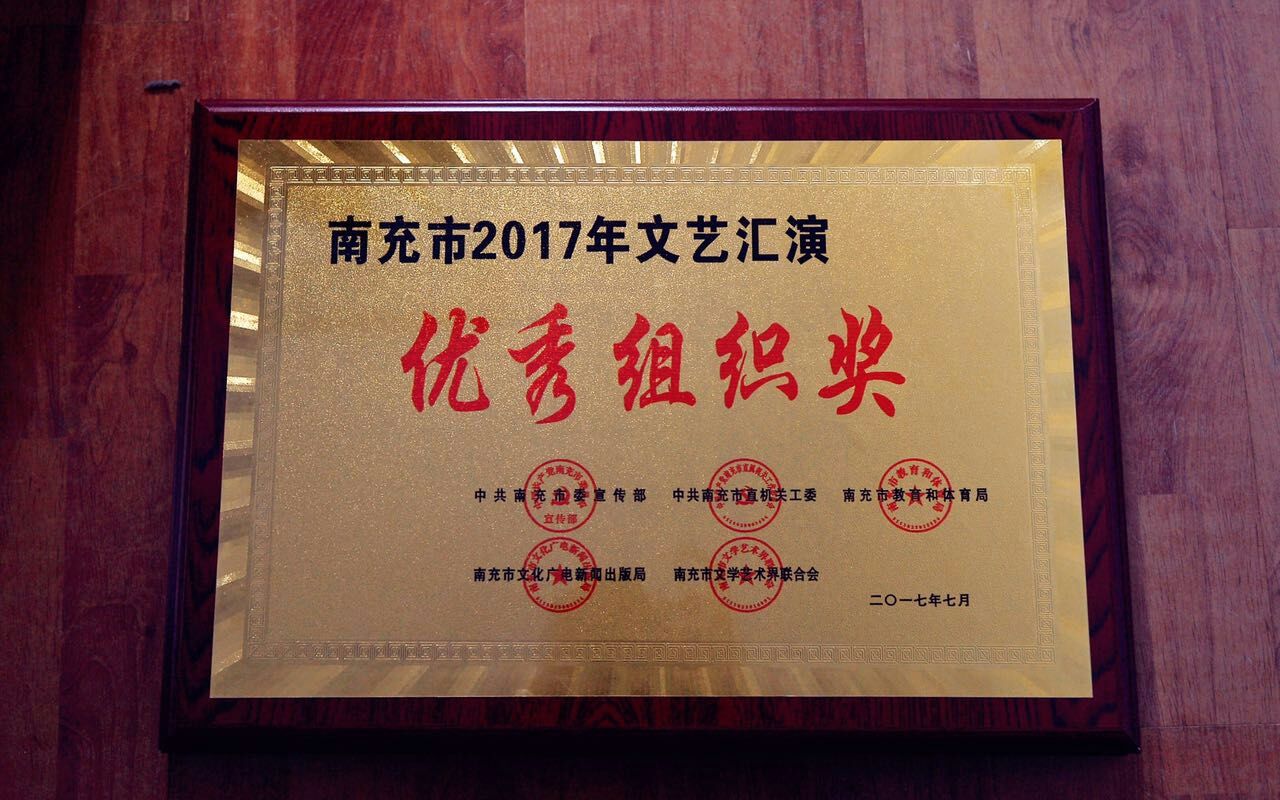 南充市2017年文艺汇演
优秀组织奖
中共南充市委宣传部 中共南充市直机关工委 南充市教育和体育局
南充市文化广电新闻出版局 南充市文学艺术界联合会
二〇一七年七月